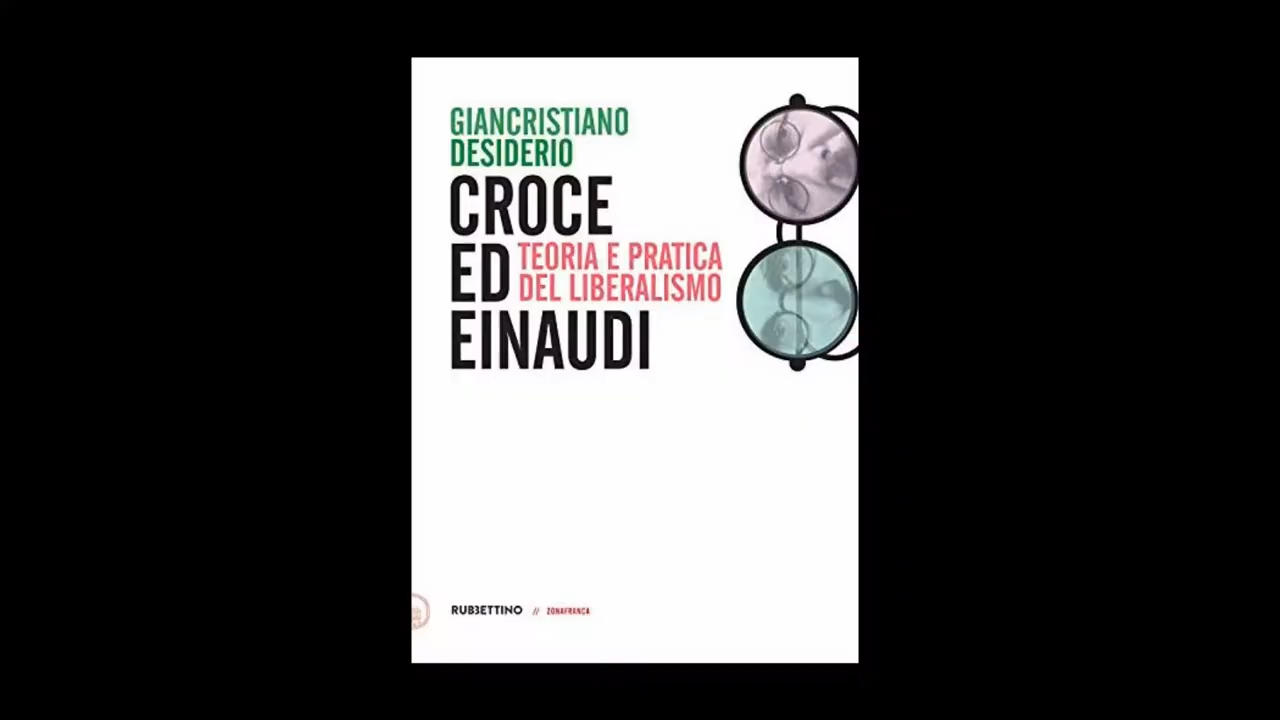 GIANCRISTIANO
DESIDERIO
CROCE
ED
TEORIA E PRATICA
DEL LIBERALISMO
EINAUDI
RUBBETTINO // ZONAFRANCA